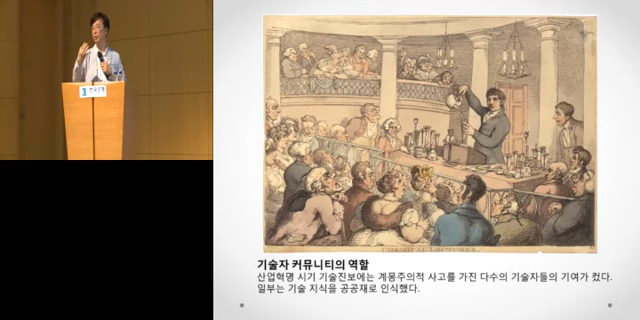 CHEMICAL LECTURES.
기술자 커뮤니티의 역할
산업혁명 시기 기술진보에는 계몽주의적 사고를 가진 다수의 기술자들의 기여가 컸다.
일부는 기술 지식을 공공재로 인식했다.